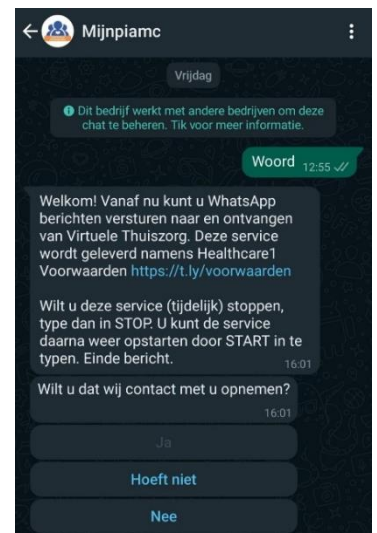 Mijnpiamc
Vrijdag
Dit bedrijf werkt met andere bedrijven om deze
chat te beheren. Tik voor meer informatie.
Woord 12:55
Welkom! Vanaf nu kunt u WhatsApp
berichten versturen naar en ontvangen
van Virtuele Thuiszorg. Deze service
wordt geleverd namens Healthcare1
Voorwaarden https://t.ly/voorwaarden
Wilt u deze service (tijdelijk) stoppen,
type dan in STOP. U kunt de service
daarna weer opstarten door START in te
typen. Einde bericht.
16:01
Wilt u dat wij contact met u opnemen?
16:01
Ja
Hoeft niet
Nee